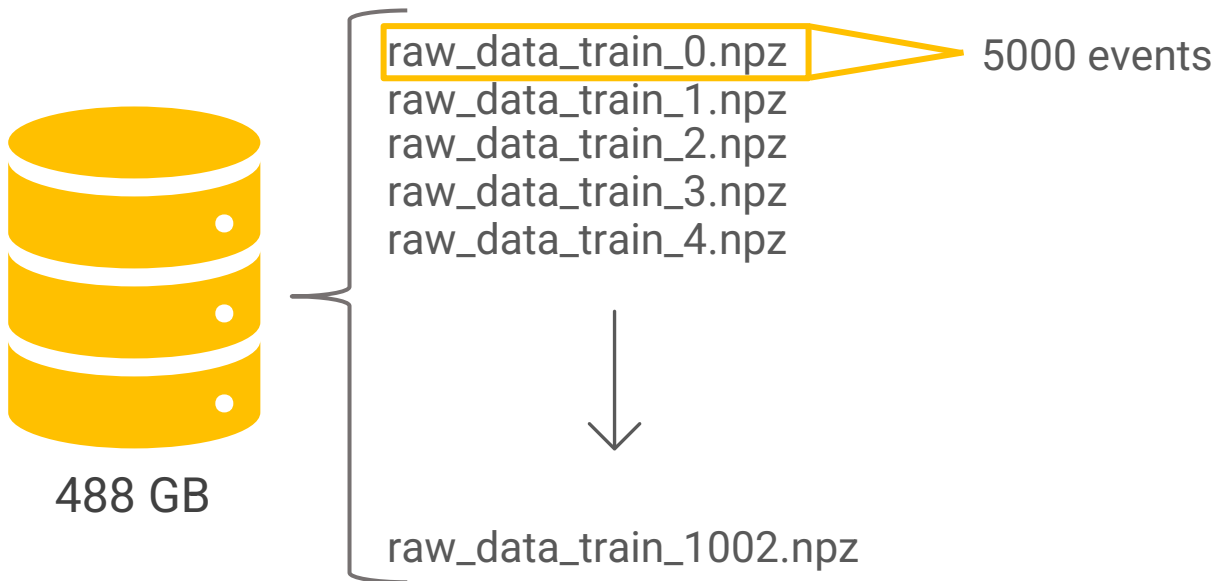 raw_data_train_0.npz
5000 events
raw_data_train_1.npz
raw_data_train_2.npz
raw_data_train_3.npz
raw_data_train_4.npz
488 GB
raw_data_train_1002.npz